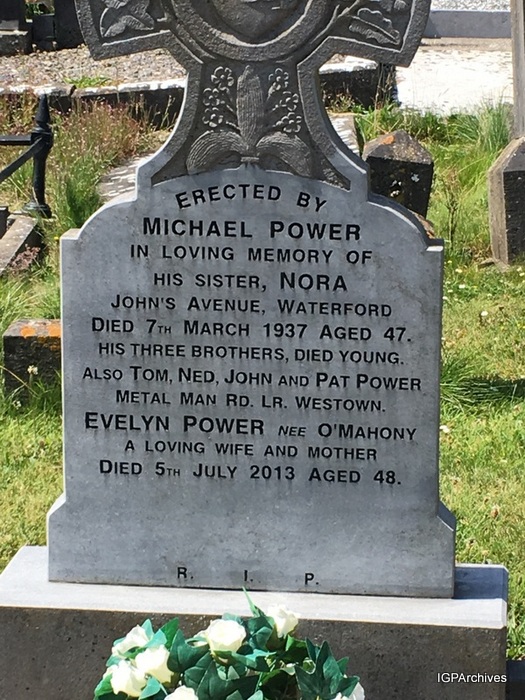 ERECTED BY
MICHAEL POWER
IN LOVING MEMORY OF
HIS SISTER, NORA
JOHN'S AVENUE, WATERFORD
DIED 7TH MARCH 1937 AGED 47.
HIS THREE BROTHERS, DIED YOUNG.
ALSO TOM, NED, JOHN AND PAT POWER
METAL MAN RD. LR. WESTOWN.
EVELYN POWER NEE O'MAHONY
A LOVING WIFE AND MOTHER
DIED 5TH JULY 2013 AGED 48.
R. I. P.
IGPArchives